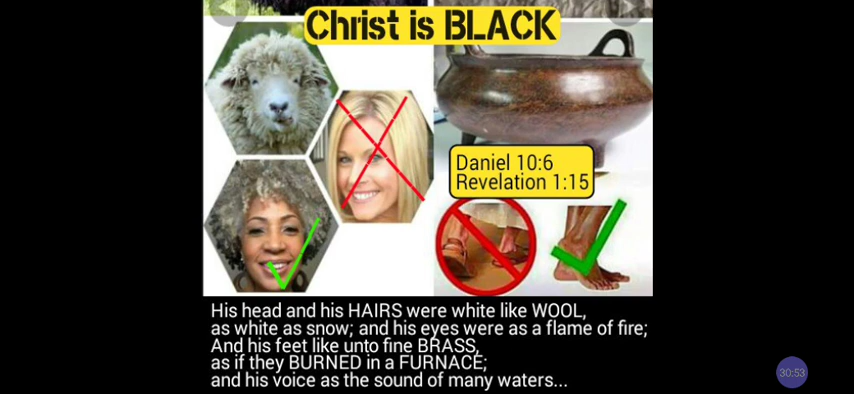 Christ is BLACK
Daniel 10:6
Revelation 1:15
His head and his HAIRS were white like WOOL,
as white as snow; and his eyes were as a flame of fire;
And his feet like unto fine BRASS,
as if they BURNED in a FURNACE;
and his voice as the sound of many waters...
30:53